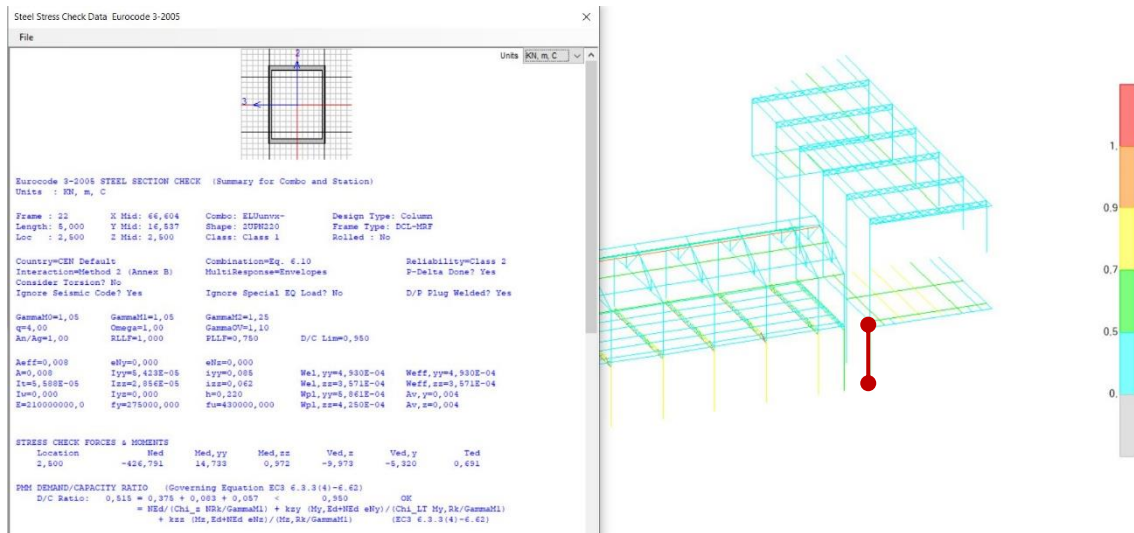 Steel Stress Check Data Eurocode 3-2005
File
Units KN, m, C
2
3
Eurocode 3-2005 STEEL SECTION CHECK (Summary for Combo and Station)
Units : KN, m, C
Frame : 22 X Mid: 66,604 Combo: ELUunvx- Design Type: Column
Length: 5,000 Y Mid: 16,537 Shape: 2UPN220 Frame Type: DCL-MRF
Loc : 2,500 Z Mid: 2,500 Class: Class 1 Rolled : No
Country=CEN Default Combination=Eq. 6.10 Reliability=Class 2
Interaction=Method 2 (Annex B) MultiResponse=Envelopes P-Delta Done? Yes
Consider Torsion? No
Ignore Seismic Code? Yes Ignore Special EQ Load? No D/P Plug Welded? Yes
GammaM0=1,05 GammaM1=1,05 GammaM2=1,25
q=4,00 Omega=1,00 GammaOV=1,10
An/Ag=1,00 RLLF=1,000 PLLF=0,750 D/C Lim=0,950
Aeff=0,008 eNy=0,000 eNz=0,000
A=0,008 Iyy=5,423E-05 iyy=0,085 Wel,yy=4,930E-04 Weff,yy=4,930E-04
It=5,588E-05 Izz=2,856E-05 izz=0,062 Wel,zz=3,571E-04 Weff,zz=3,571E-04
Iw=0,000 Iyz=0,000 h=0,220 Wpl,yy=5,861E-04 Av,y=0,004
E=210000000,0 fy=275000,000 fu=430000,000 Wpl,zz=4,250E-04 Av,z=0,004
STRESS CHECK FORCES & MOMENTS
Location Ned Med,yy Med,zz Ved,z Ved,y Ted
2,500 -426,791 14,733 0,972 -9,973 -5,320 0,691
PMM DEMAND/CAPACITY RATIO (Governing Equation EC3 6.3.3(4)-6.62)
D/C Ratio: 0,515 = 0,375 + 0,083 + 0,057 < 0,950 OK
= NEd/(Chi_z NRk/GammaM1) + kzy (My,Ed+NEd eNy)/(Chi_LT My,Rk/GammaM1)
+ kzz (Mz,Ed+NEd eNz)/(Mz,Rk/GammaM1) (EC3 6.3.3(4)-6.62)
1.
0.9
0.7
0.5
0.